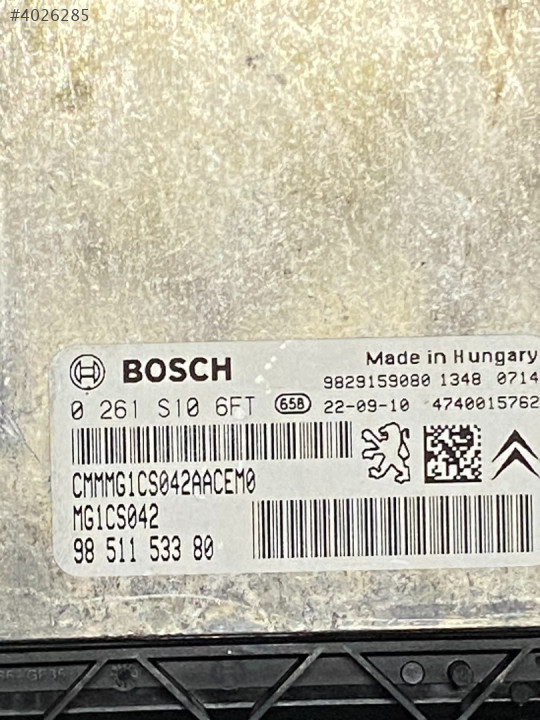 #4026285
BOSCH
Made in Hungary
9829159080 1348 0714
0 261 S10 6FT 658 22-09-10 4740015762
CMMMG1CS042AACEM0
MG1CS042
98 511 533 80